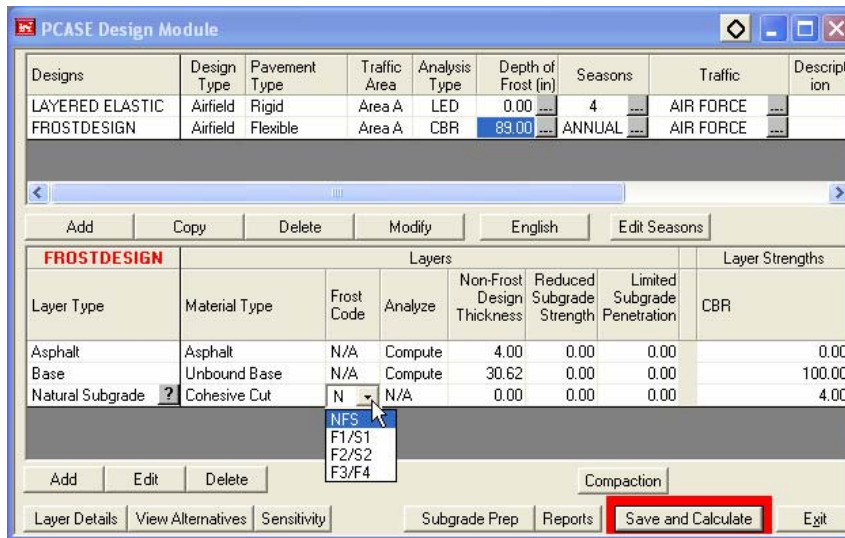 PCASE Design Module
Designs Design Type Pavement Type Traffic Area Analysis Type Depth of Frost (in) Seasons Traffic Descript ion
LAYERED ELASTIC Airfield Rigid Area A LED 0.00 ... 4 ... AIR FORCE ...
FROSTDESIGN Airfield Flexible Area A CBR 89.00 ... ANNUAL ... AIR FORCE ...
Add Copy Delete Modify English Edit Seasons
FROSTDESIGN Layers Layer Strengths
Layer Type Material Type Frost Code Analyze Non-Frost Design Thickness Reduced Subgrade Strength Limited Subgrade Penetration CBR
Asphalt Asphalt N/A Compute 4.00 0.00 0.00 0.00
Base Unbound Base N/A Compute 30.62 0.00 0.00 100.00
Natural Subgrade ? Cohesive Cut N N/A 0.00 0.00 0.00 4.00
NFS
F1/S1
F2/S2
F3/F4
Add Edit Delete Compaction
Layer Details View Alternatives Sensitivity Subgrade Prep Reports Save and Calculate Exit